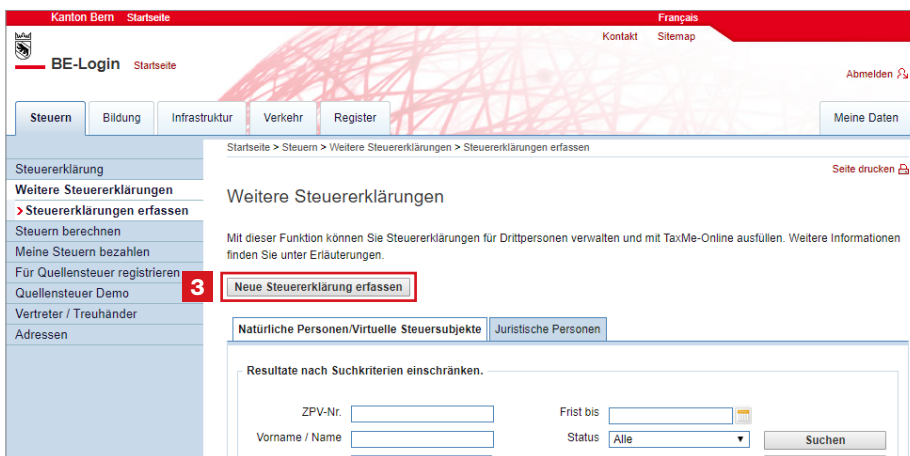 Kanton Bern Startseite Français
Kontakt Sitemap
BE-Login Startseite
Abmelden
Steuern Bildung Infrastruktur Verkehr Register Meine Daten
Startseite > Steuern > Weitere Steuererklärungen > Steuererklärungen erfassen
Seite drucken
Steuererklärung
Weitere Steuererklärungen
Steuererklärungen erfassen
Steuern berechnen
Meine Steuern bezahlen
Für Quellensteuer registrieren
Quellensteuer Demo
Vertreter / Treuhänder
Adressen
Weitere Steuererklärungen
Mit dieser Funktion können Sie Steuererklärungen für Drittpersonen verwalten und mit TaxMe-Online ausfüllen. Weitere Informationen
finden Sie unter Erläuterungen.
3 Neue Steuererklärung erfassen
Natürliche Personen/Virtuelle Steuersubjekte Juristische Personen
Resultate nach Suchkriterien einschränken.
ZPV-Nr. Frist bis
Vorname / Name Status Alle Suchen